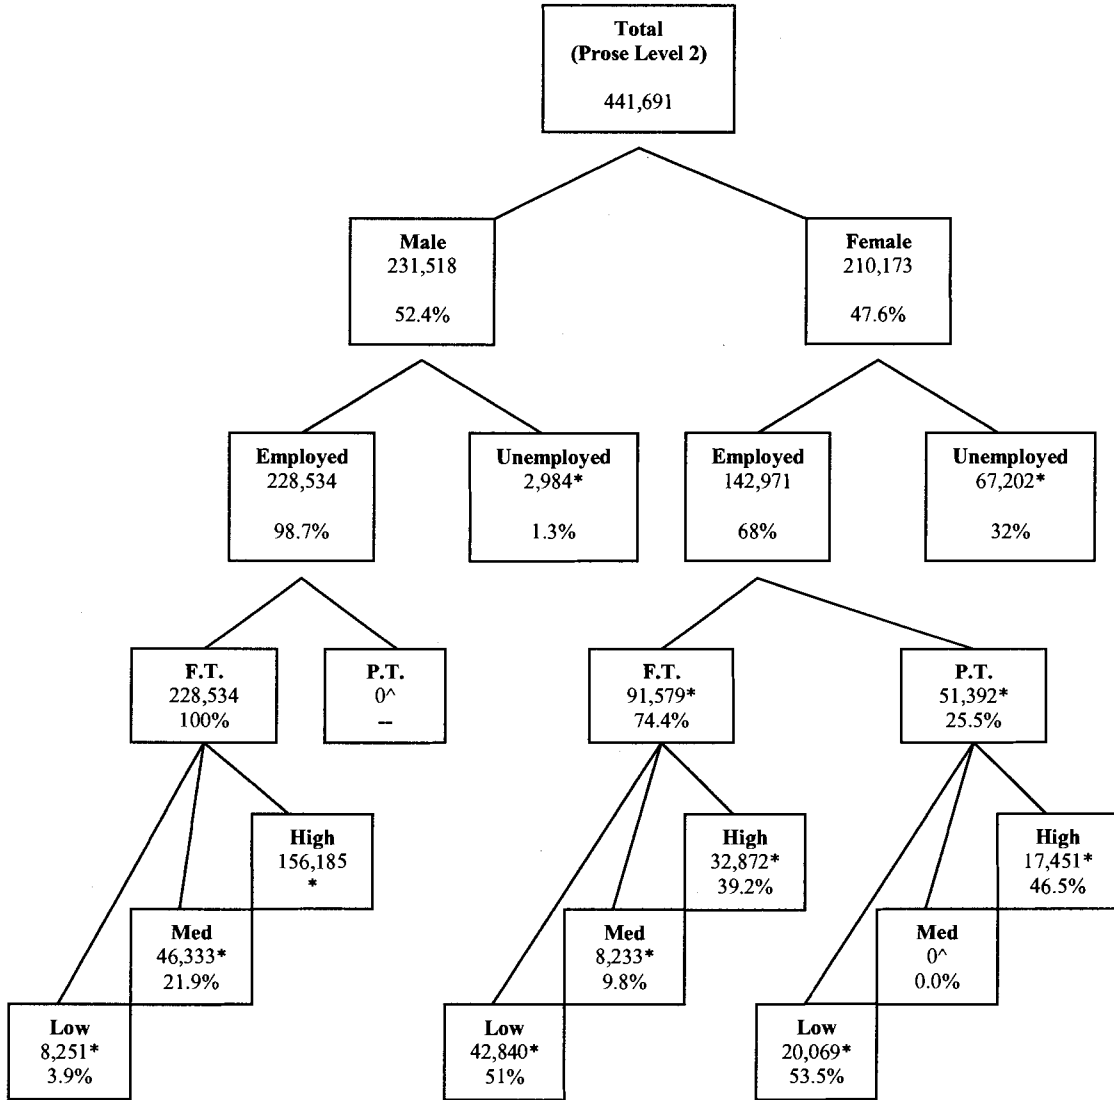 Total
(Prose Level 2)
441,691
Male
231,518
52.4%
Female
210,173
47.6%
Employed
228,534
98.7%
Unemployed
2,984*
1.3%
Employed
142,971
68%
Unemployed
67,202*
32%
F.T.
228,534
100%
P.T.
0^
--
F.T.
91,579*
74.4%
P.T.
51,392*
25.5%
High
156,185
*
High
32,872*
39.2%
High
17,451*
46.5%
Med
46,333*
21.9%
Med
8,233*
9.8%
Med
0^
0.0%
Low
8,251*
3.9%
Low
42,840*
51%
Low
20,069*
53.5%